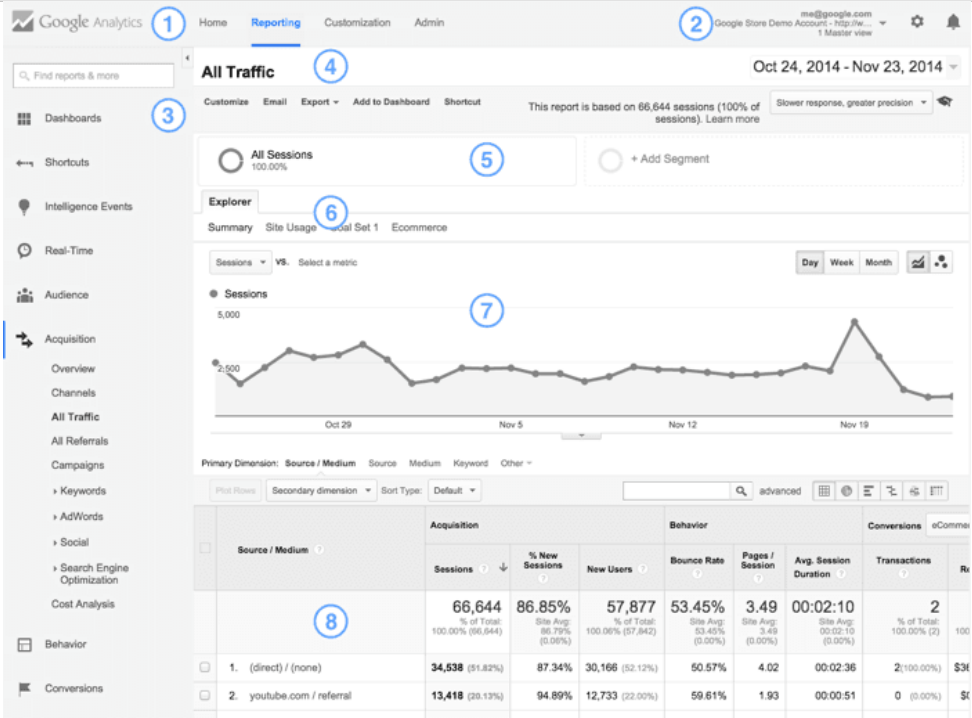 Google Analytics
1
Home Reporting Customization Admin
2
me@google.com
Google Store Demo Account - http://w...
1 Master view
Find reports & more
3
Dashboards
Shortcuts
Intelligence Events
Real-Time
Audience
Acquisition
Overview
Channels
All Traffic
All Referrals
Campaigns
Keywords
AdWords
Social
Search Engine
Optimization
Cost Analysis
Behavior
Conversions
All Traffic
4
Oct 24, 2014 - Nov 23, 2014
Customize Email Export Add to Dashboard Shortcut
This report is based on 66,644 sessions (100% of
sessions). Learn more
Slower response, greater precision
All Sessions
100.00%
5
+ Add Segment
Explorer
6
Summary Site Usage Goal Set 1 Ecommerce
Sessions VS. Select a metric
Day Week Month
Sessions
7
5,000
2,500
Oct 29 Nov 5 Nov 12 Nov 19
Primary Dimension: Source / Medium Source Medium Keyword Other
Plot Rows Secondary dimension Sort Type: Default
advanced
Source / Medium ?
Acquisition Behavior Conversions eCommer
Sessions ? % New Sessions ? New Users ? Bounce Rate ? Pages / Session ? Avg. Session Duration ? Transactions ? Re
8
66,644
% of Total:
100.00% (66,644)
86.85%
Site Avg:
86.79%
(0.06%)
57,877
% of Total:
100.06% (57,842)
53.45%
Site Avg:
53.45%
(0.00%)
3.49
Site Avg:
3.49
(0.00%)
00:02:10
Site Avg:
00:02:10
(0.00%)
2
% of Total:
100.00% (2)
1. (direct) / (none) 34,538 (51.82%) 87.34% 30,166 (52.12%) 50.57% 4.02 00:02:36 2(100.00%) $36
2. youtube.com / referral 13,418 (20.13%) 94.89% 12,733 (22.00%) 59.61% 1.93 00:00:51 0 (0.00%) $0